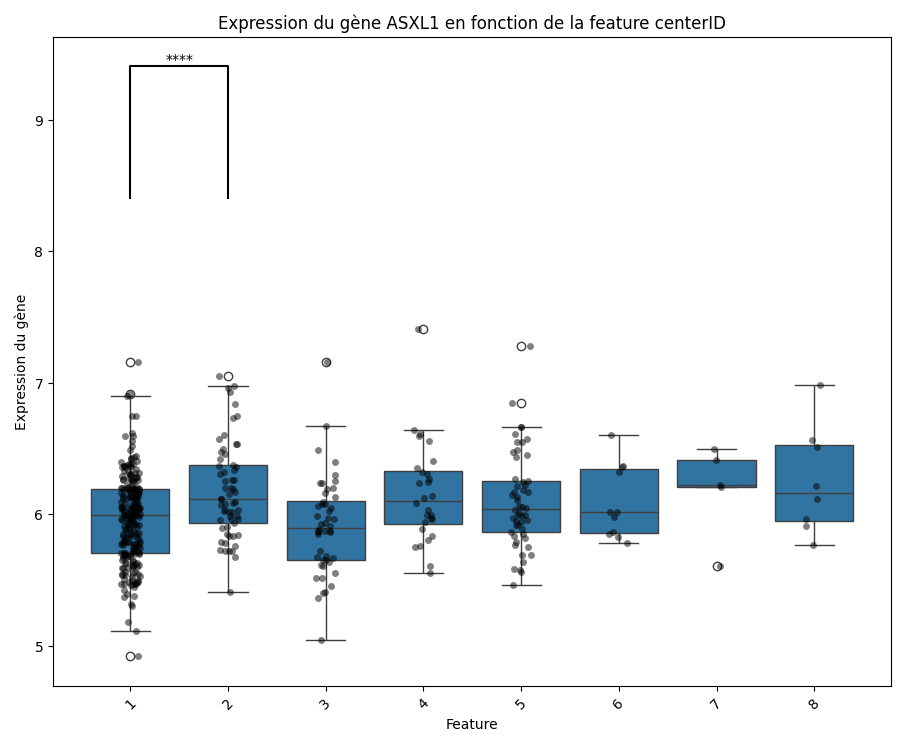 Expression du gène ASXL1 en fonction de la feature centerID
****
Expression du gène
9
8
7
6
5
1 2 3 4 5 6 7 8
Feature